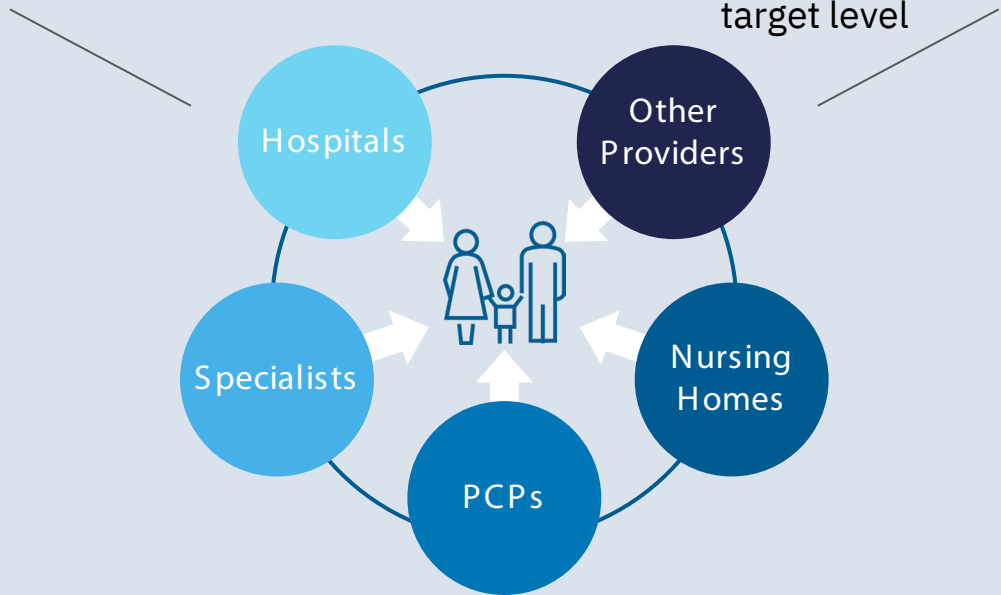 target level
Hospitals
Other
Providers
Specialists
Nursing
Homes
PCPs